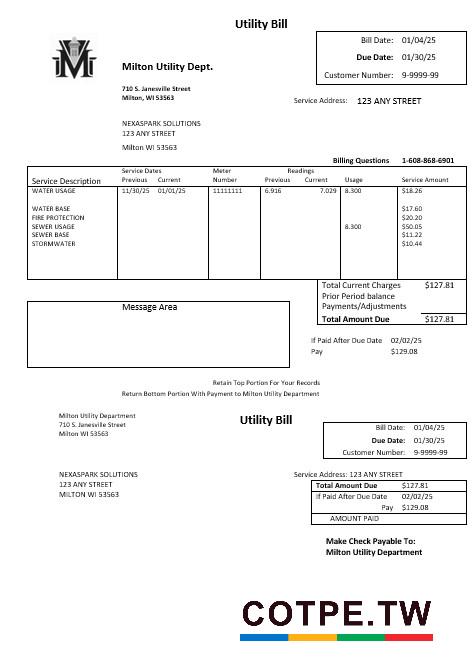 Utility Bill
Bill Date: 01/04/25
Due Date: 01/30/25
Customer Number: 9-9999-99
M
Milton Utility Dept.
710 S. Janesville Street
Milton, WI 53563
Service Address: 123 ANY STREET
NEXASPARK SOLUTIONS
123 ANY STREET
Milton WI 53563
Billing Questions 1-608-868-6901
Service Dates Meter Readings
Service Description Previous Current Number Previous Current Usage Service Amount
WATER USAGE 11/30/25 01/01/25 11111111 6.916 7.029 8.300 $18.26
WATER BASE $17.60
FIRE PROTECTION $20.20
SEWER USAGE 8.300 $50.05
SEWER BASE $11.22
STORMWATER $10.44
Total Current Charges $127.81
Prior Period balance
Payments/Adjustments
Total Amount Due $127.81
Message Area
If Paid After Due Date 02/02/25
Pay $129.08
Retain Top Portion For Your Records
Return Bottom Portion With Payment to Milton Utility Department
Milton Utility Department
710 S. Janesville Street
Milton WI 53563
Utility Bill
Bill Date: 01/04/25
Due Date: 01/30/25
Customer Number: 9-9999-99
NEXASPARK SOLUTIONS
123 ANY STREET
MILTON WI 53563
Service Address: 123 ANY STREET
Total Amount Due $127.81
If Paid After Due Date 02/02/25
Pay $129.08
AMOUNT PAID
Make Check Payable To:
Milton Utility Department
COTPE.TW